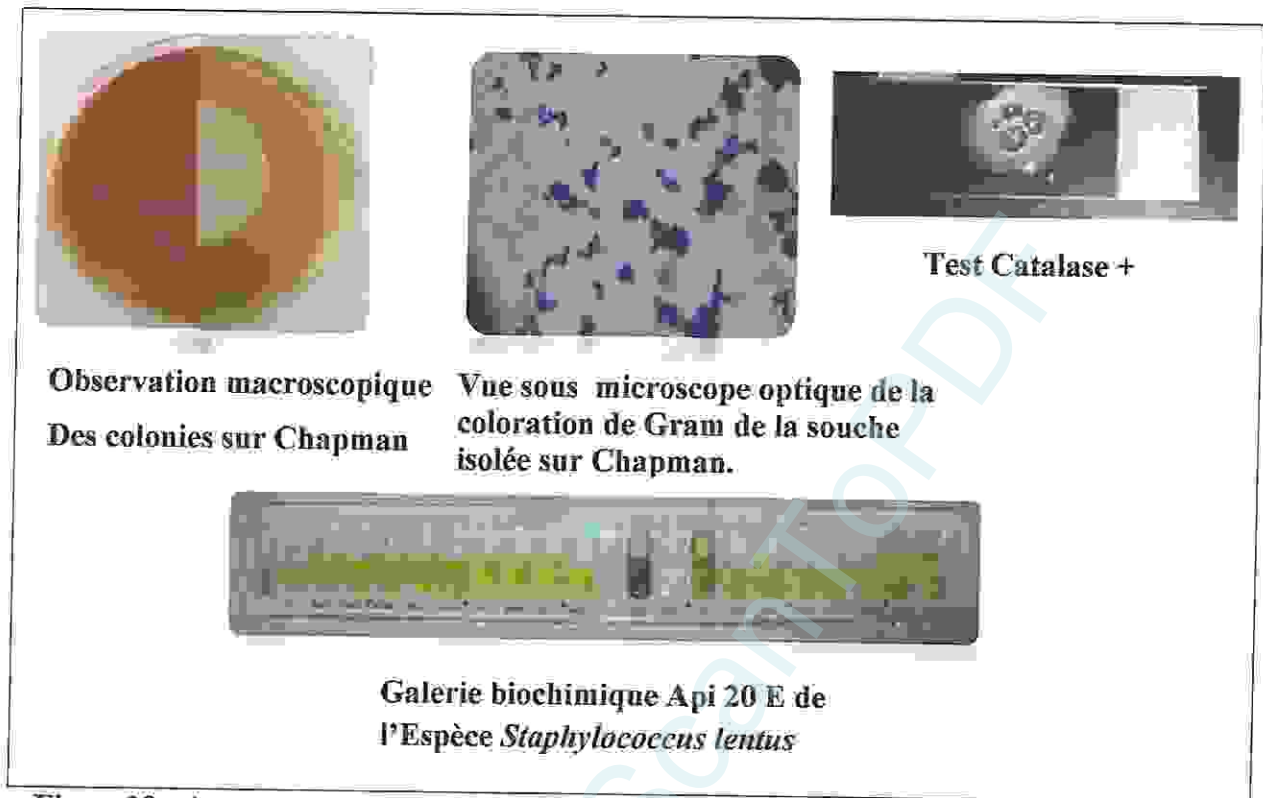 Test Catalase +
Observation macroscopique
Des colonies sur Chapman
Vue sous microscope optique de la
coloration de Gram de la souche
isolée sur Chapman.
Galerie biochimique Api 20 E de
l'Espèce Staphylococcus lentus
ScanToPDF